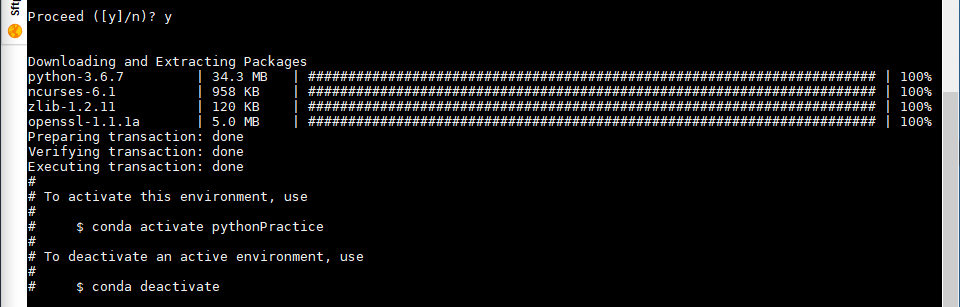 Sftp
Proceed ([y]/n)? y
Downloading and Extracting Packages
python-3.6.7         | 34.3 MB   | ####################################################################### | 100%
ncurses-6.1          | 958 KB    | ####################################################################### | 100%
zlib-1.2.11          | 120 KB    | ####################################################################### | 100%
openssl-1.1.1a       | 5.0 MB    | ####################################################################### | 100%
Preparing transaction: done
Verifying transaction: done
Executing transaction: done
#
# To activate this environment, use
#
#     $ conda activate pythonPractice
#
# To deactivate an active environment, use
#
#     $ conda deactivate